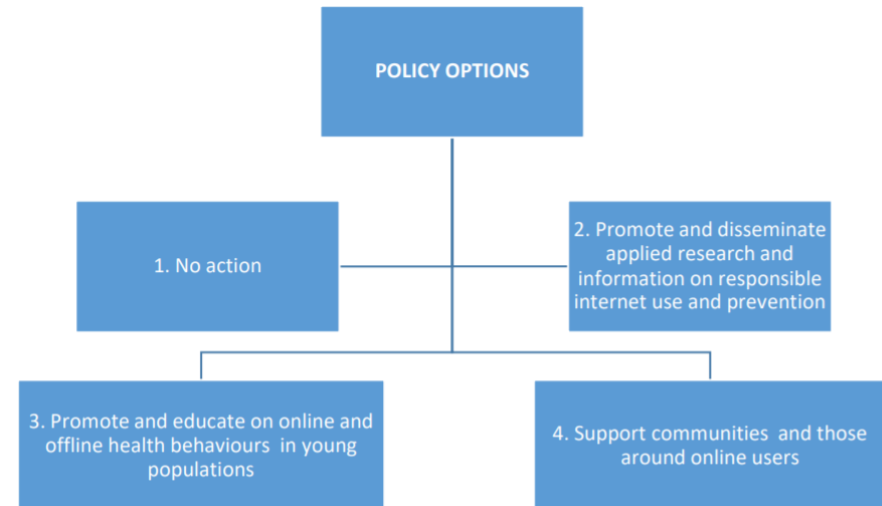 POLICY OPTIONS
1. No action
2. Promote and disseminate
applied research and
information on responsible
internet use and prevention
3. Promote and educate on online and
offline health behaviours in young
populations
4. Support communities and those
around online users